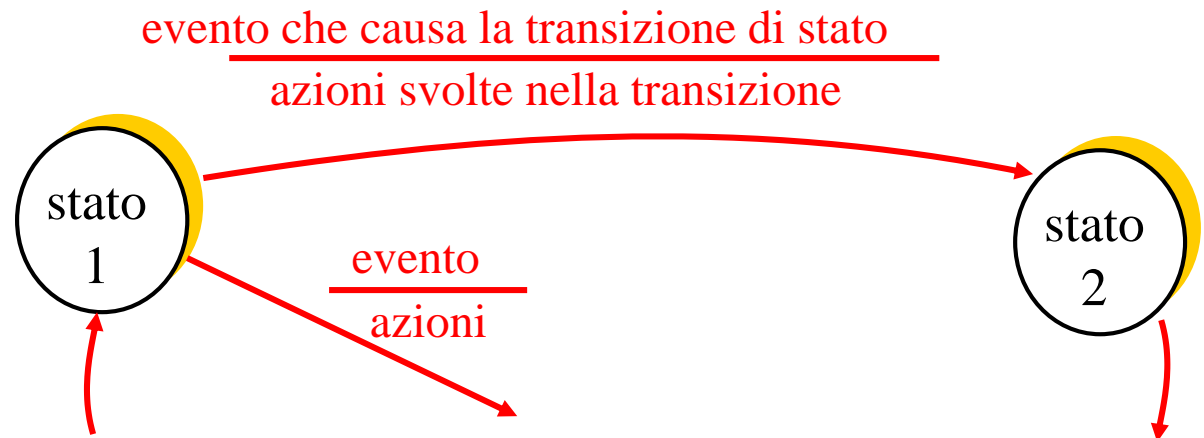 evento che causa la transizione di stato
azioni svolte nella transizione
stato
1
evento
azioni
stato
2